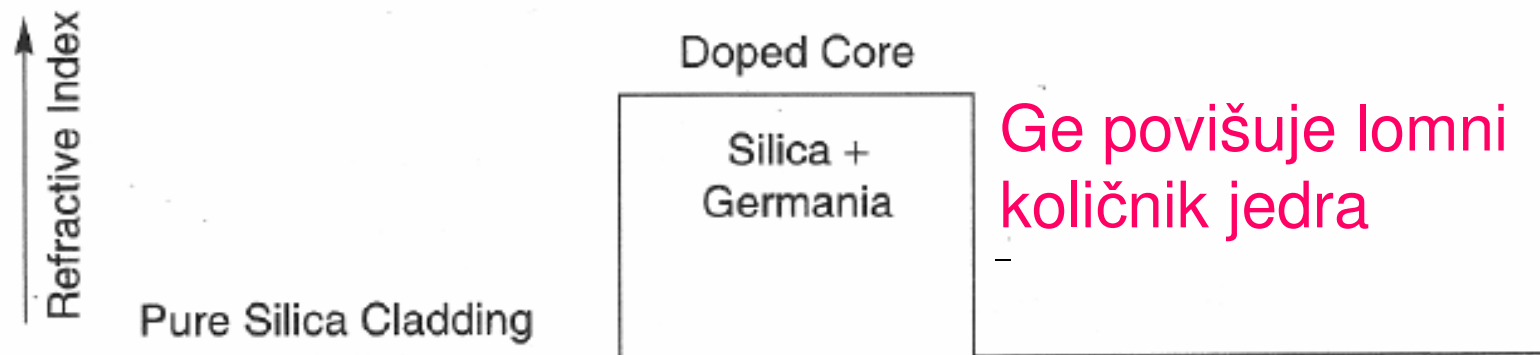 Refractive Index
Doped Core
Silica +
Germania
Ge povišuje lomni
količnik jedra
Pure Silica Cladding